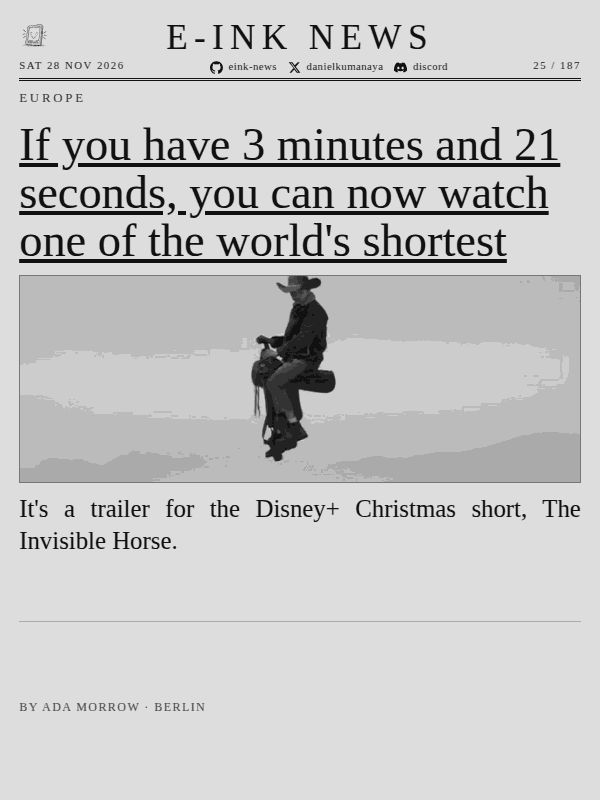 E-INK NEWS
SAT 28 NOV 2026
eink-news danielkumanaya discord
25 / 187
EUROPE
If you have 3 minutes and 21
seconds, you can now watch
one of the world's shortest
It's a trailer for the Disney+ Christmas short, The
Invisible Horse.
BY ADA MORROW · BERLIN